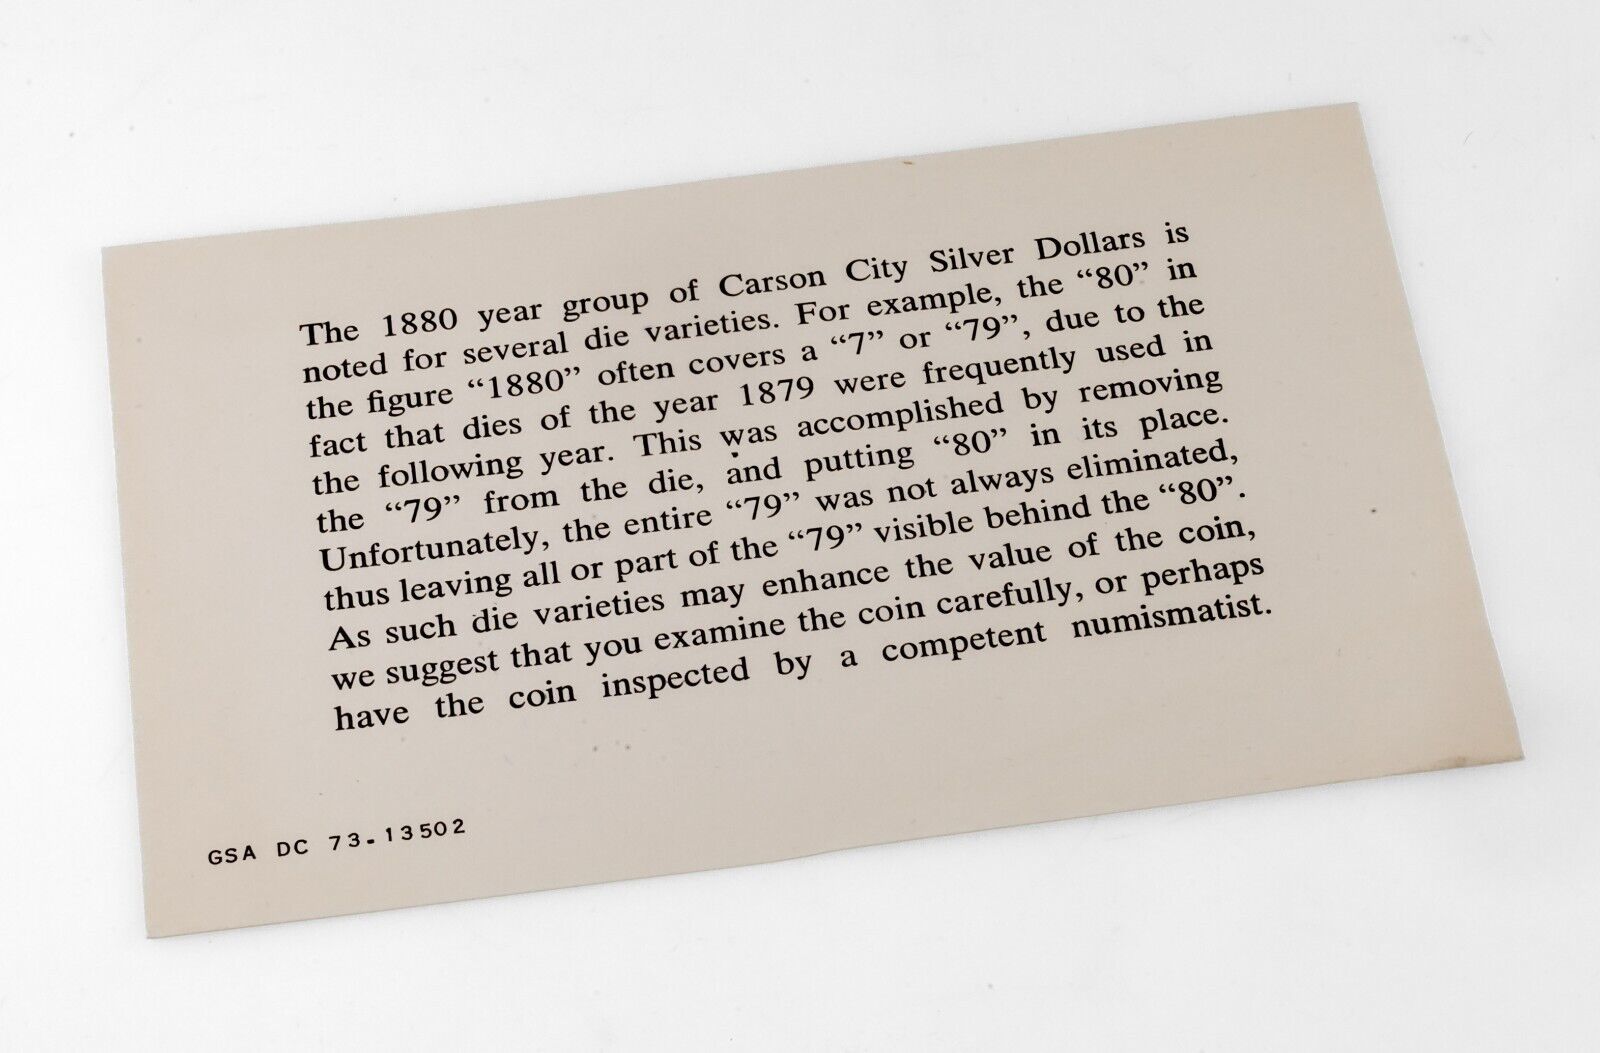 The 1880 year group of Carson City Silver Dollars is
noted for several die varieties. For example, the “80” in
the figure “1880” often covers a “7” or “79”, due to the
fact that dies of the year 1879 were frequently used in
the following year. This was accomplished by removing
the “79” from the die, and putting “80” in its place.
Unfortunately, the entire “79” was not always eliminated,
thus leaving all or part of the “79” visible behind the “80”.
As such die varieties may enhance the value of the coin,
we suggest that you examine the coin carefully, or perhaps
have the coin inspected by a competent numismatist.
GSA DC 73-13502